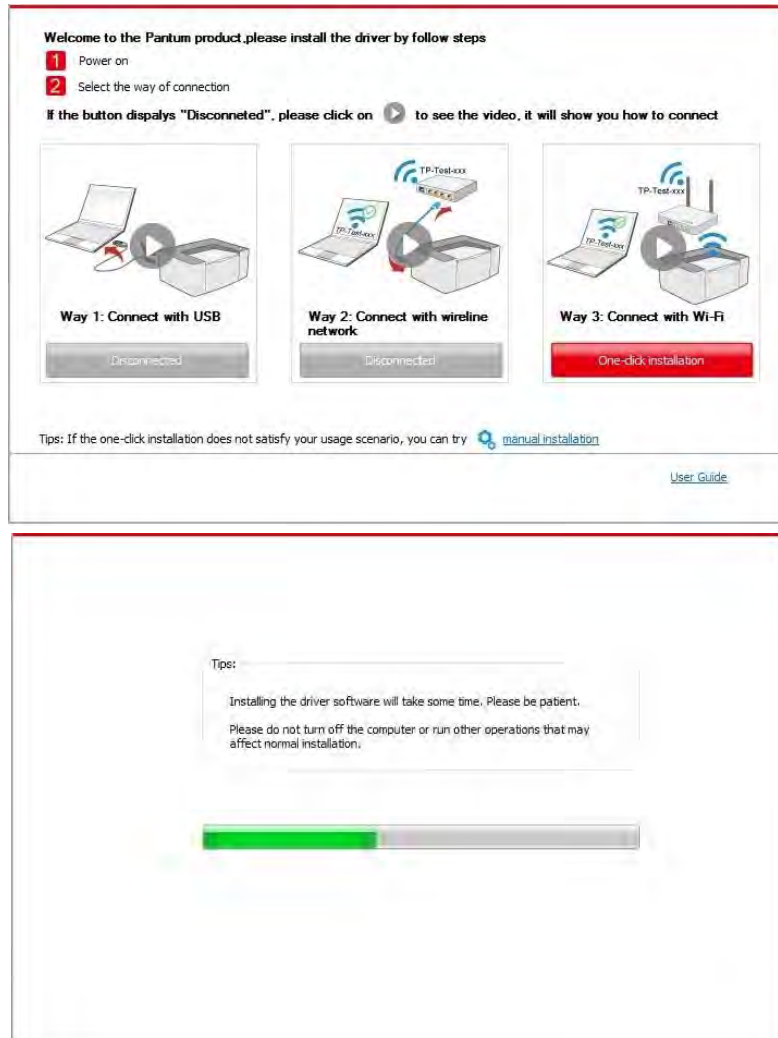 Welcome to the Pantum product,please install the driver by follow steps
1 Power on
2 Select the way of connection
If the button dispalys "Disconneted", please click on to see the video, it will show you how to connect
TP-Test-xxx
TP-Test-xxx
TP-Test-xxx
TP-Test-xxx
Way 1: Connect with USB
Way 2: Connect with wireline
network
Way 3: Connect with Wi-Fi
Disconnected
Disconnected
One-click installation
Tips: If the one-click installation does not satisfy your usage scenario, you can try manual installation
User Guide
Tips:
Installing the driver software will take some time. Please be patient.
Please do not turn off the computer or run other operations that may
affect normal installation.